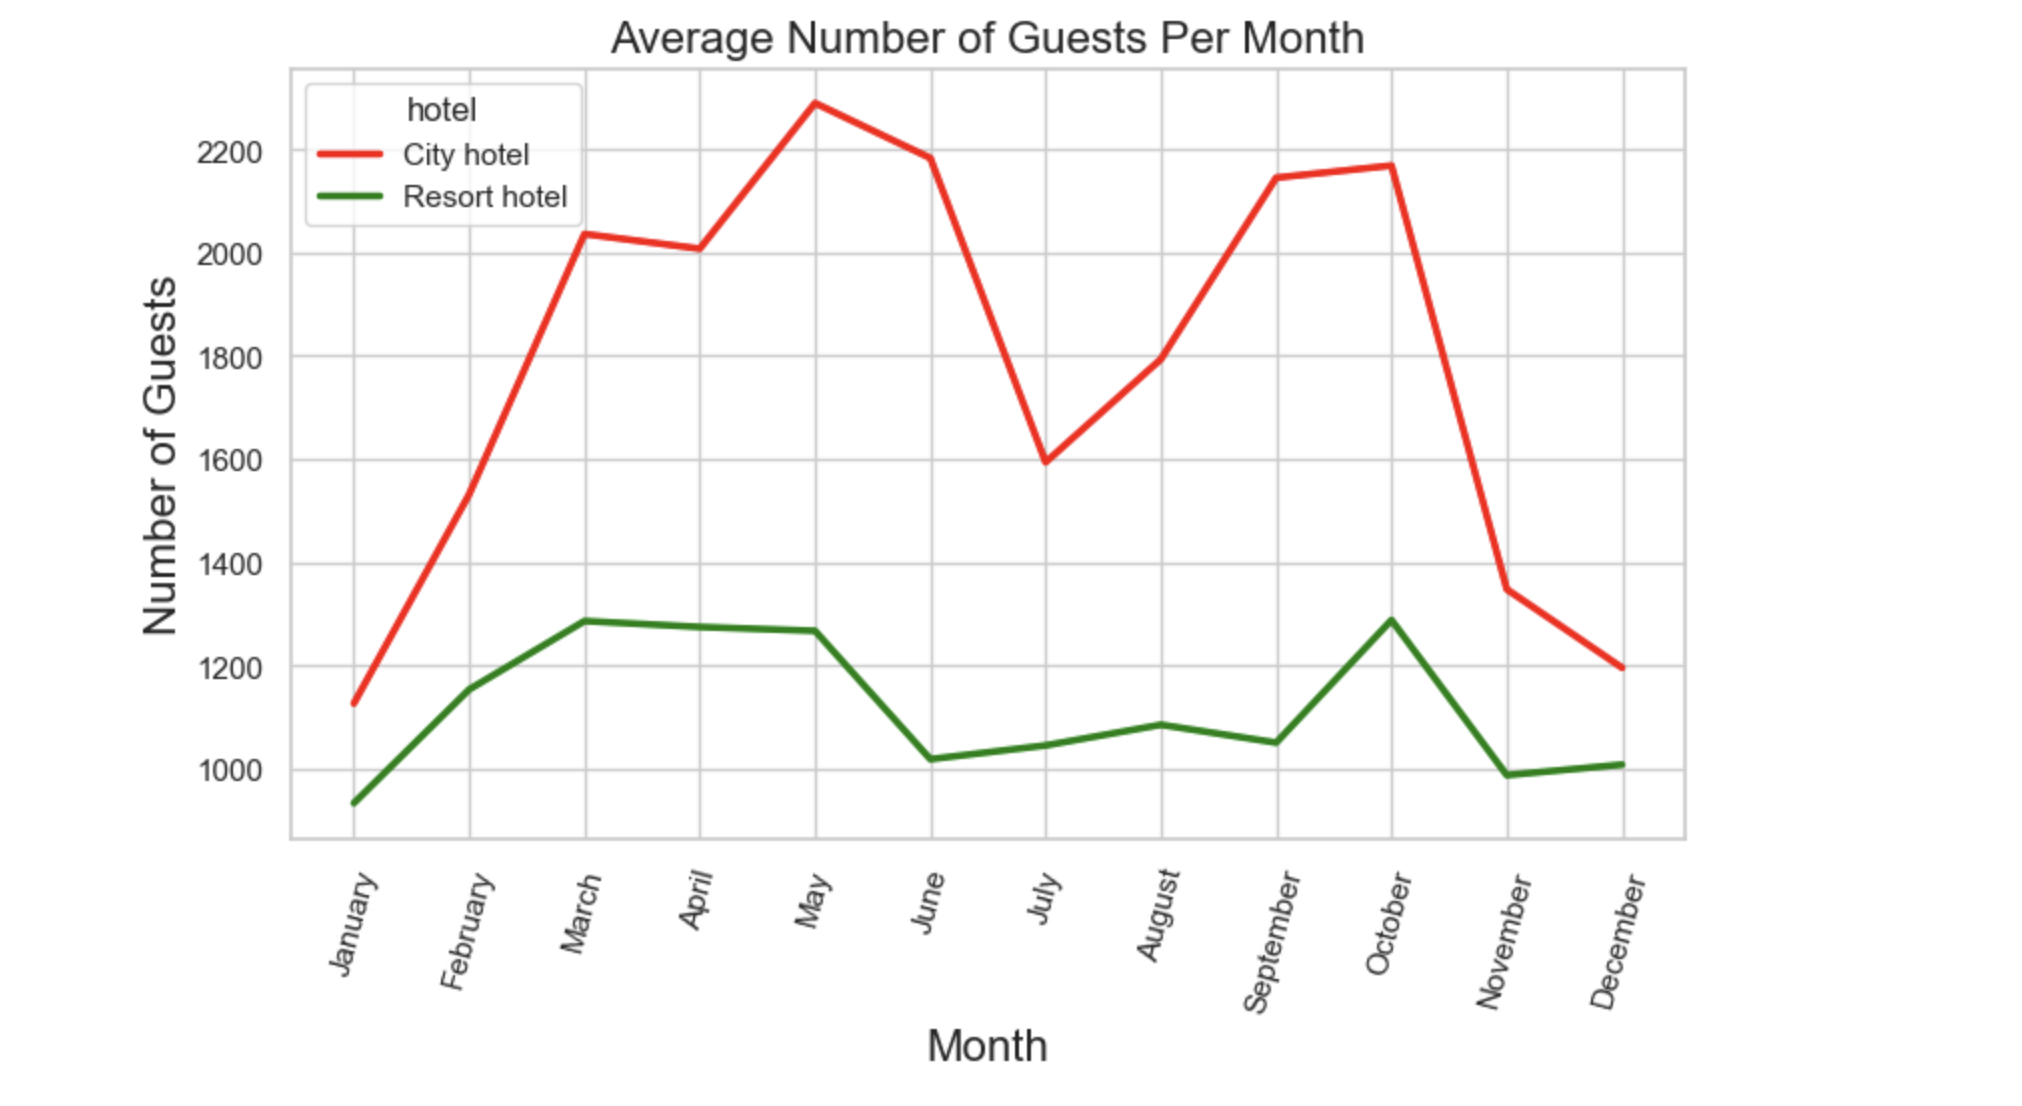 Average Number of Guests Per Month
hotel
City hotel
Resort hotel
Number of Guests
2200
2000
1800
1600
1400
1200
1000
January
February
March
April
May
June
July
August
September
October
November
December
Month